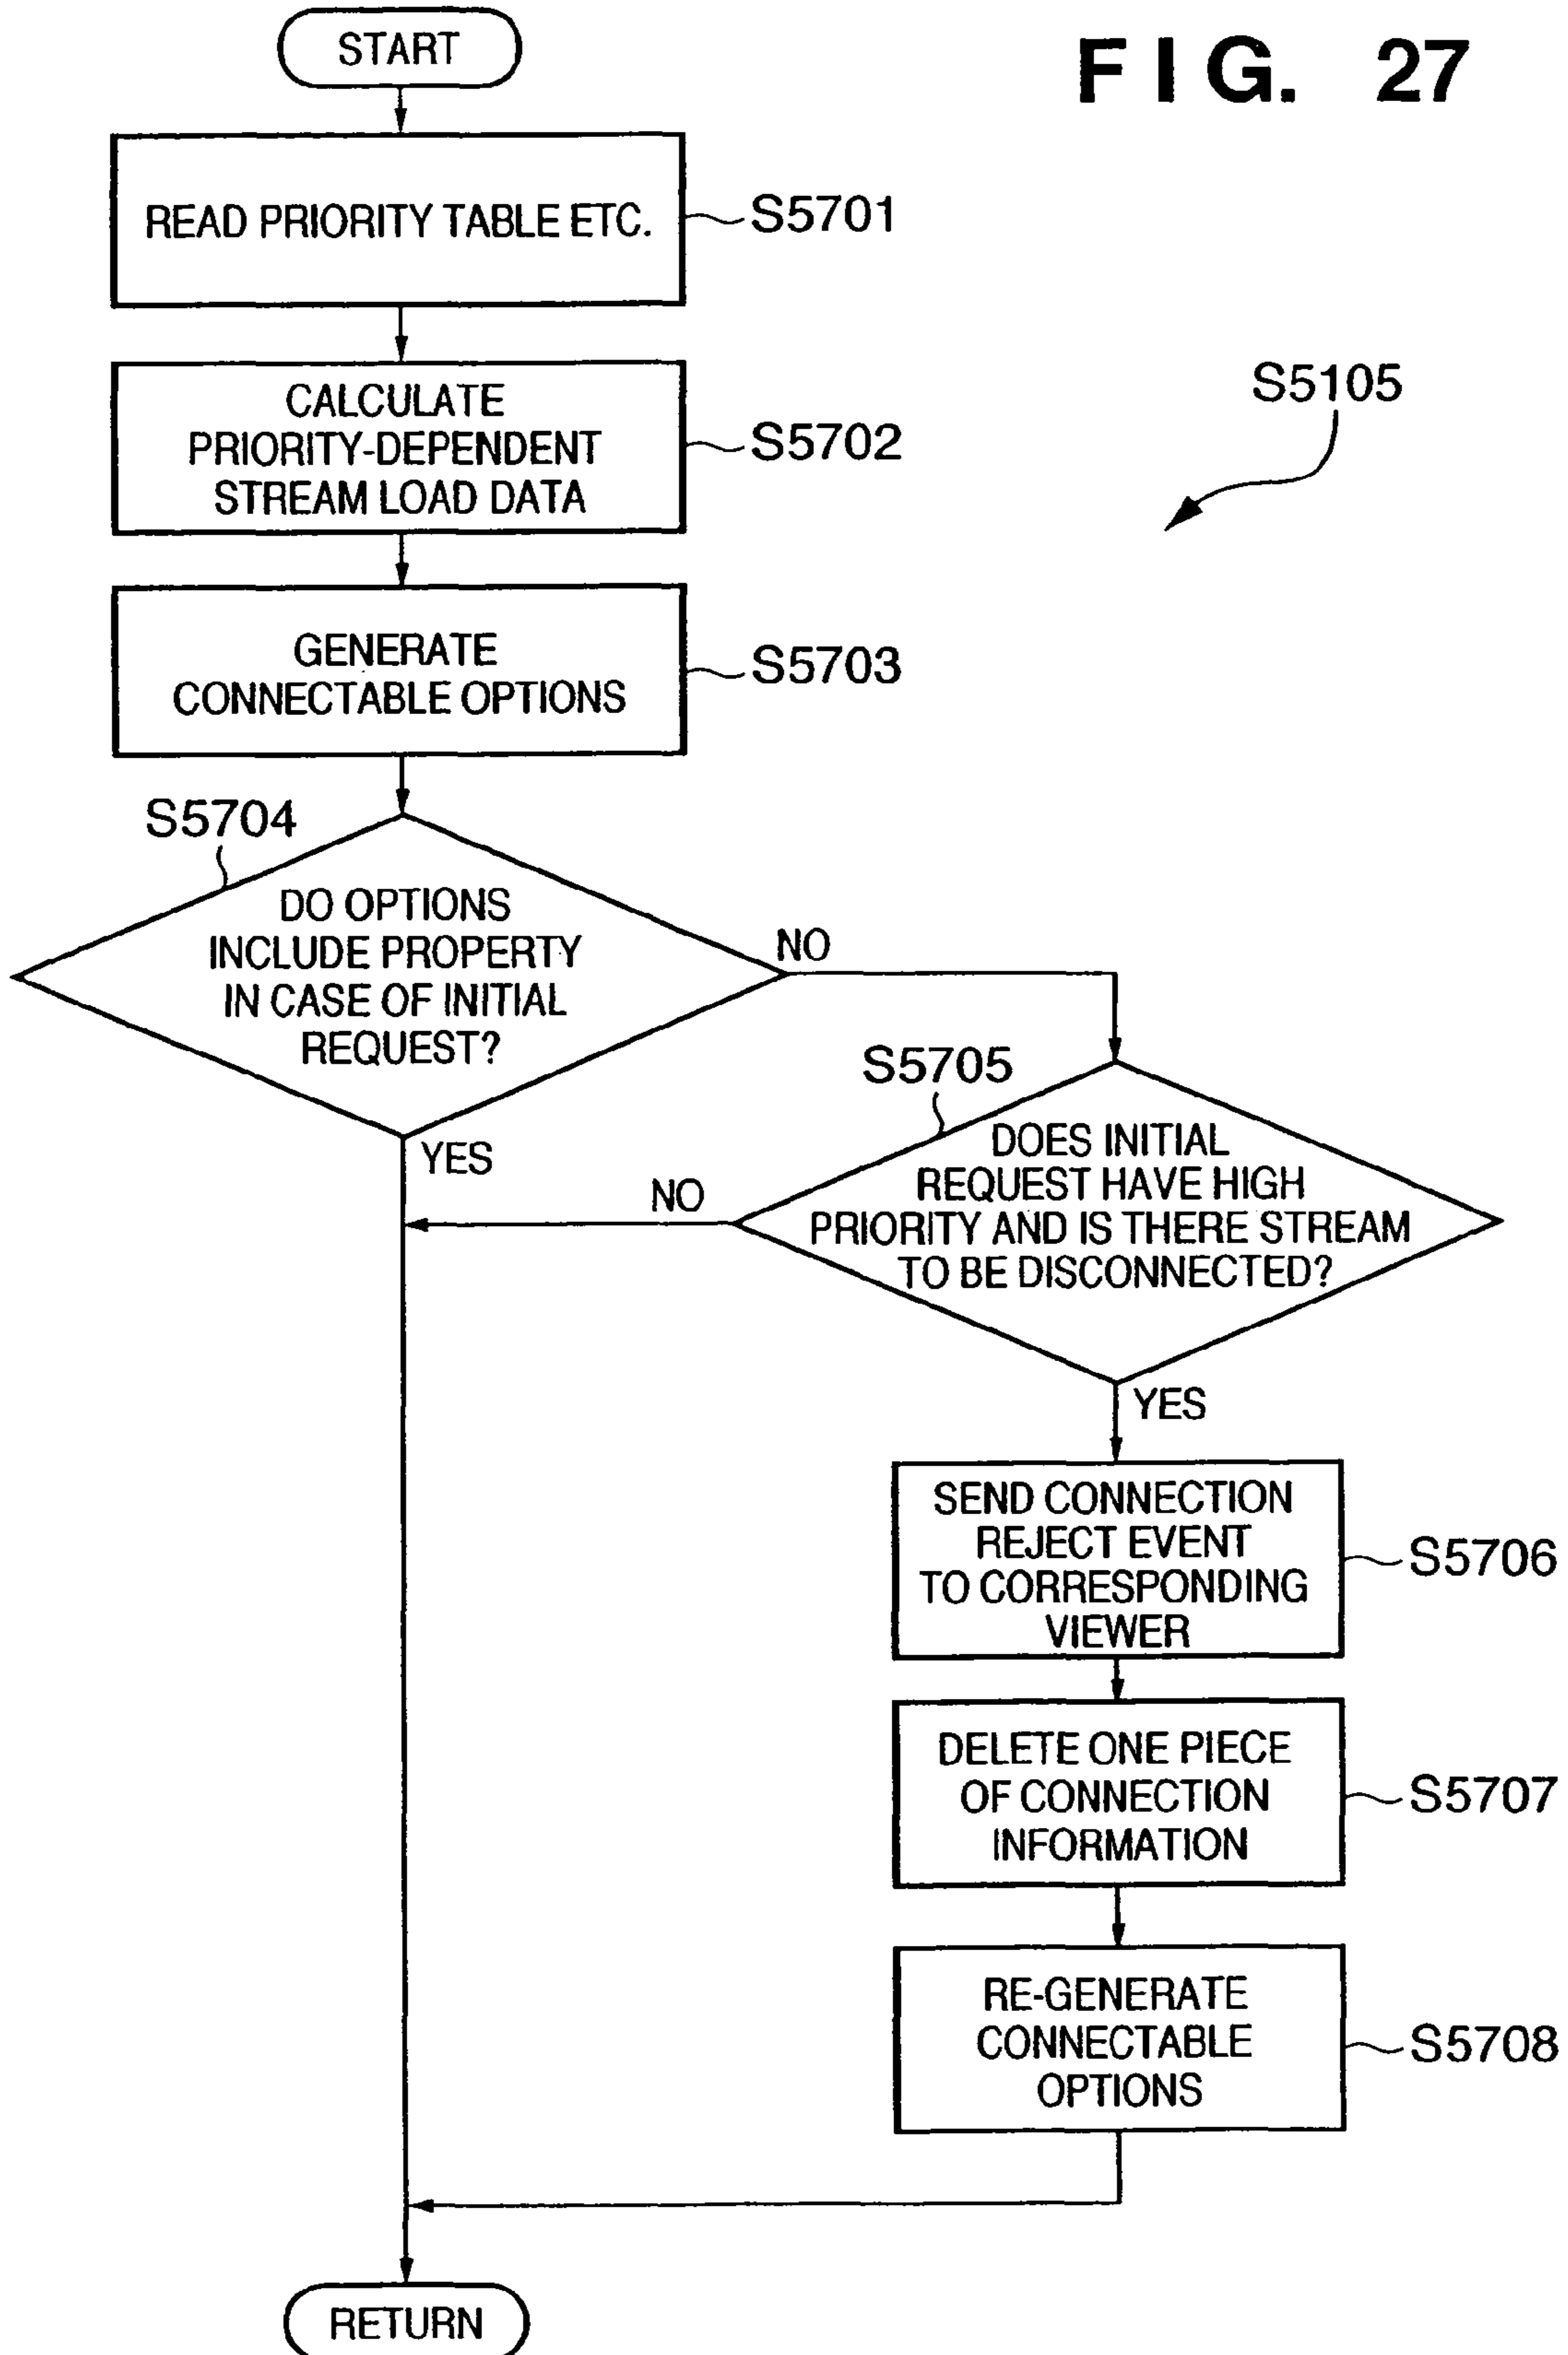 FIG. 27
START
READ PRIORITY TABLE ETC.
S5701
CALCULATE
PRIORITY-DEPENDENT
STREAM LOAD DATA
S5702
S5105
GENERATE
CONNECTABLE OPTIONS
S5703
S5704
DO OPTIONS
INCLUDE PROPERTY
IN CASE OF INITIAL
REQUEST?
NO
YES
S5705
DOES INITIAL
REQUEST HAVE HIGH
PRIORITY AND IS THERE STREAM
TO BE DISCONNECTED?
NO
YES
SEND CONNECTION
REJECT EVENT
TO CORRESPONDING
VIEWER
S5706
DELETE ONE PIECE
OF CONNECTION
INFORMATION
S5707
RE-GENERATE
CONNECTABLE
OPTIONS
S5708
RETURN